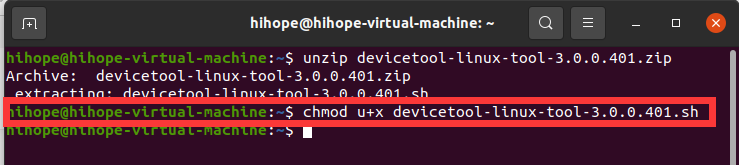 hihope@hihope-virtual-machine: ~
hihope@hihope-virtual-machine:~$ unzip devicetool-linux-tool-3.0.0.401.zip
Archive:  devicetool-linux-tool-3.0.0.401.zip
 extracting: devicetool-linux-tool-3.0.0.401.sh
hihope@hihope-virtual-machine:~$ chmod u+x devicetool-linux-tool-3.0.0.401.sh
hihope@hihope-virtual-machine:~$